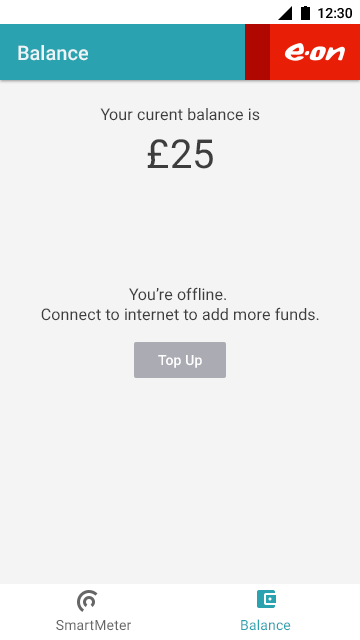 12:30
Balance
e·on
Your curent balance is
£25
You're offline.
Connect to internet to add more funds.
Top Up
SmartMeter
Balance